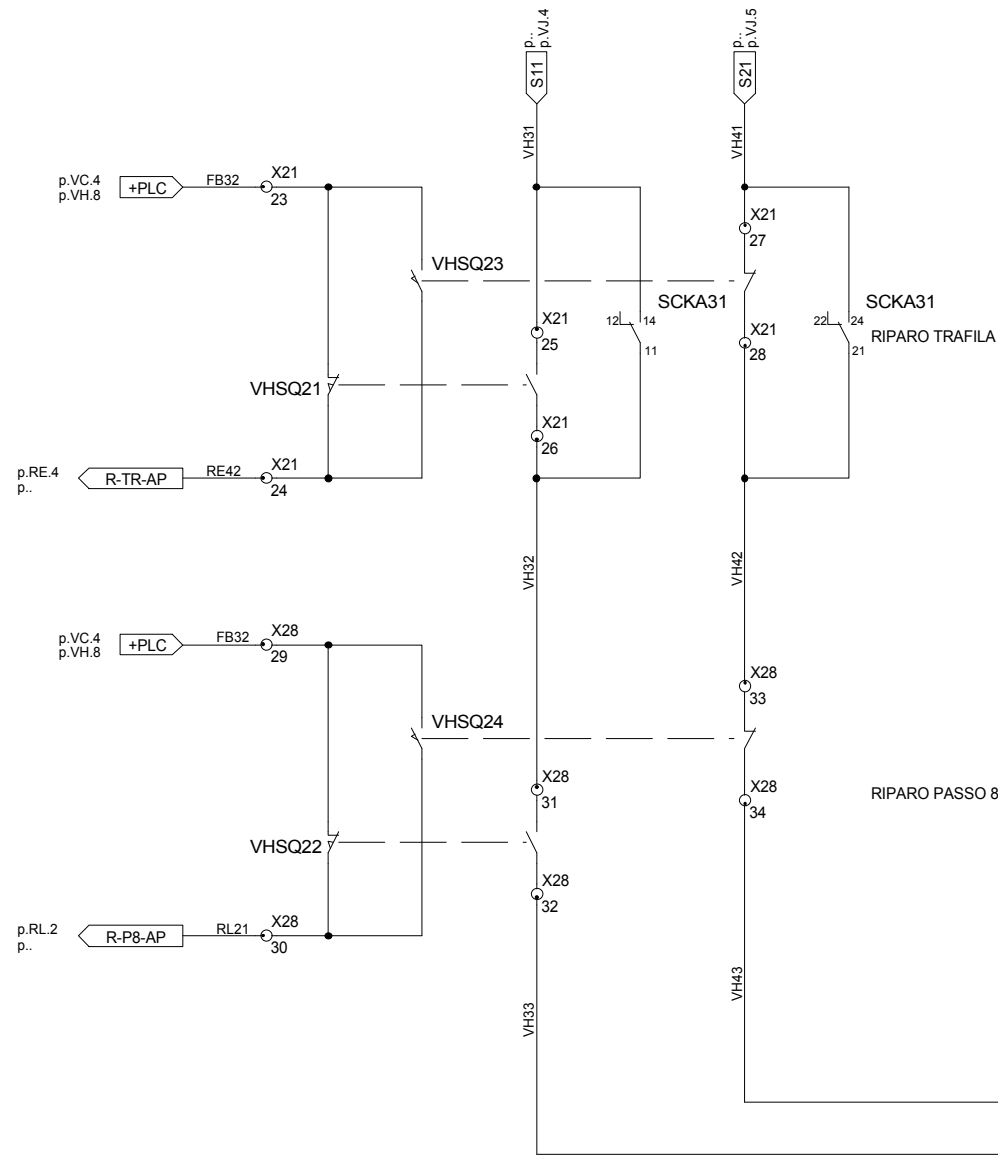 p..
p.VJ.4
S11
VH31
p..
p.VJ.5
S21
VH41
p.VC.4
p.VH.8
+PLC
FB32
X21
23
X21
27
VHSQ23
SCKA31
12
14
11
SCKA31
22
24
21
RIPARO TRAFILA
X21
25
X21
28
VHSQ21
X21
26
p.RE.4
p..
R-TR-AP
RE42
X21
24
VH32
VH42
p.VC.4
p.VH.8
+PLC
FB32
X28
29
X28
33
VHSQ24
X28
31
X28
34
RIPARO PASSO 8
VHSQ22
X28
32
p.RL.2
p..
R-P8-AP
RL21
X28
30
VH33
VH43